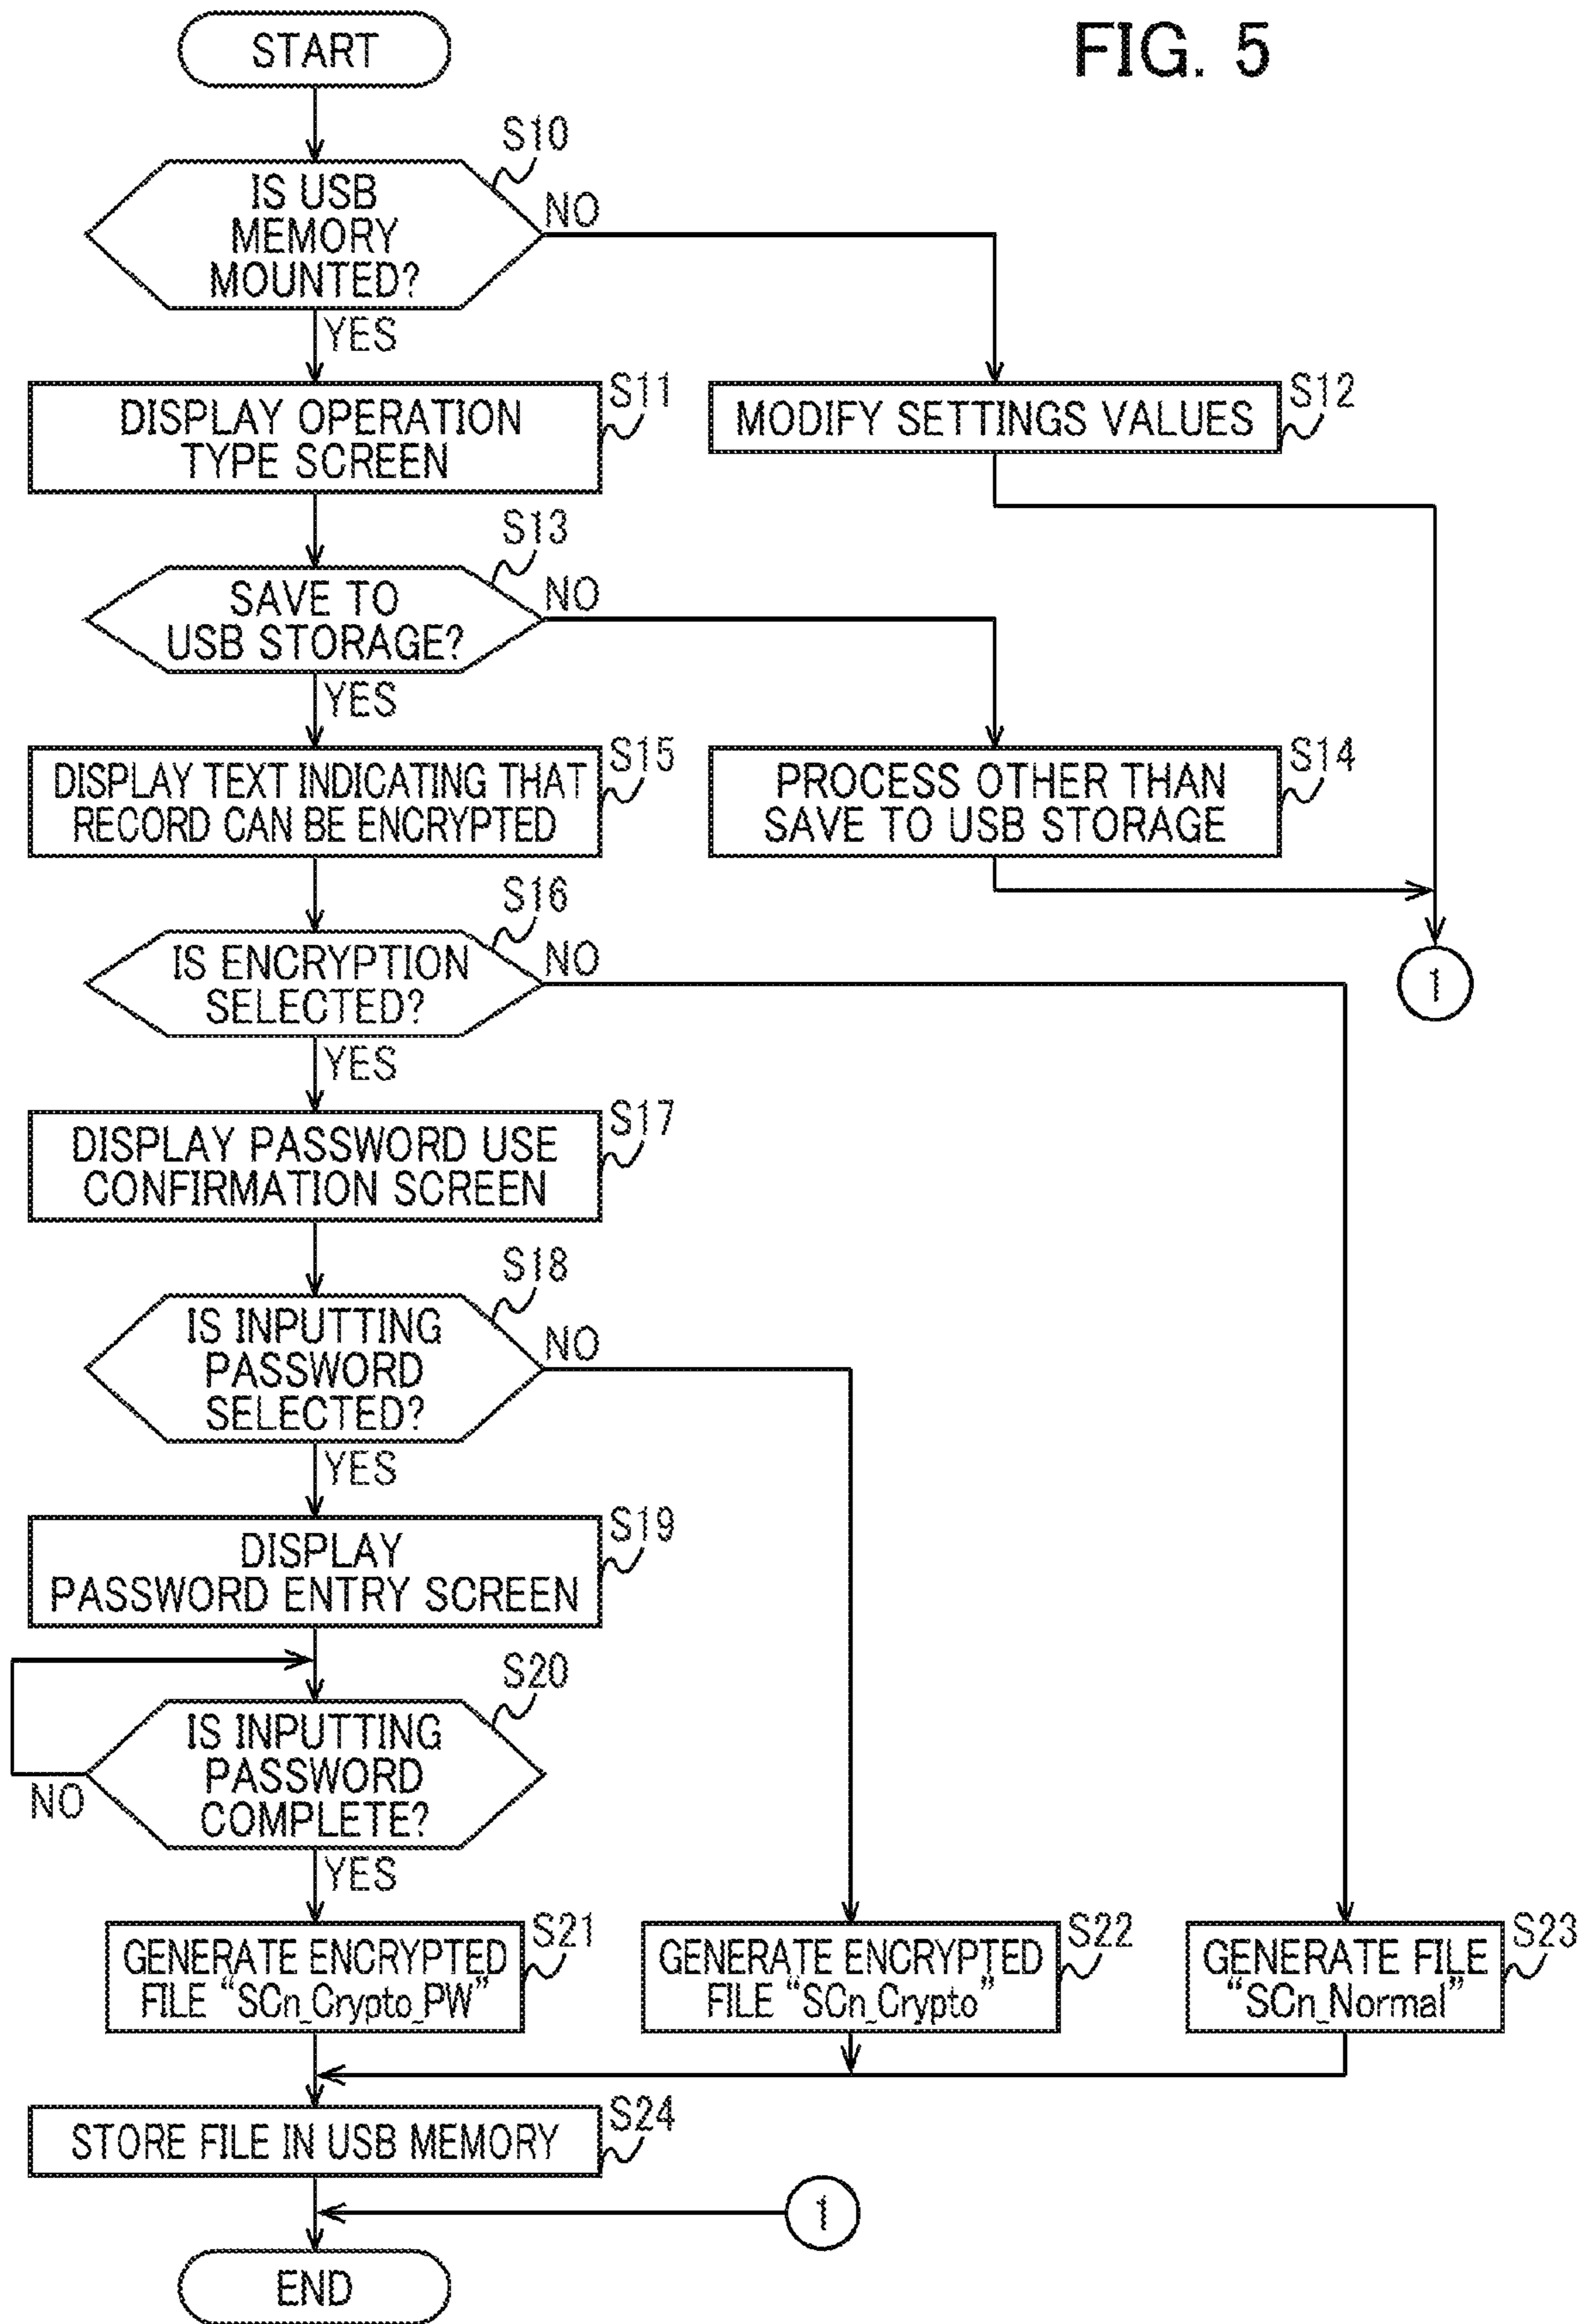 FIG. 5
START
S10
IS USB
MEMORY
MOUNTED?
NO
YES
S11
DISPLAY OPERATION
TYPE SCREEN
S12
MODIFY SETTINGS VALUES
S13
SAVE TO
USB STORAGE?
NO
YES
S15
DISPLAY TEXT INDICATING THAT
RECORD CAN BE ENCRYPTED
S14
PROCESS OTHER THAN
SAVE TO USB STORAGE
S16
IS ENCRYPTION
SELECTED?
NO
1
YES
S17
DISPLAY PASSWORD USE
CONFIRMATION SCREEN
S18
IS INPUTTING
PASSWORD
SELECTED?
NO
YES
S19
DISPLAY
PASSWORD ENTRY SCREEN
S20
IS INPUTTING
PASSWORD
COMPLETE?
NO
YES
S21
GENERATE ENCRYPTED
FILE “SCn_Crypto_PW”
S22
GENERATE ENCRYPTED
FILE “SCn_Crypto”
S23
GENERATE FILE
“SCn_Normal”
S24
STORE FILE IN USB MEMORY
1
END